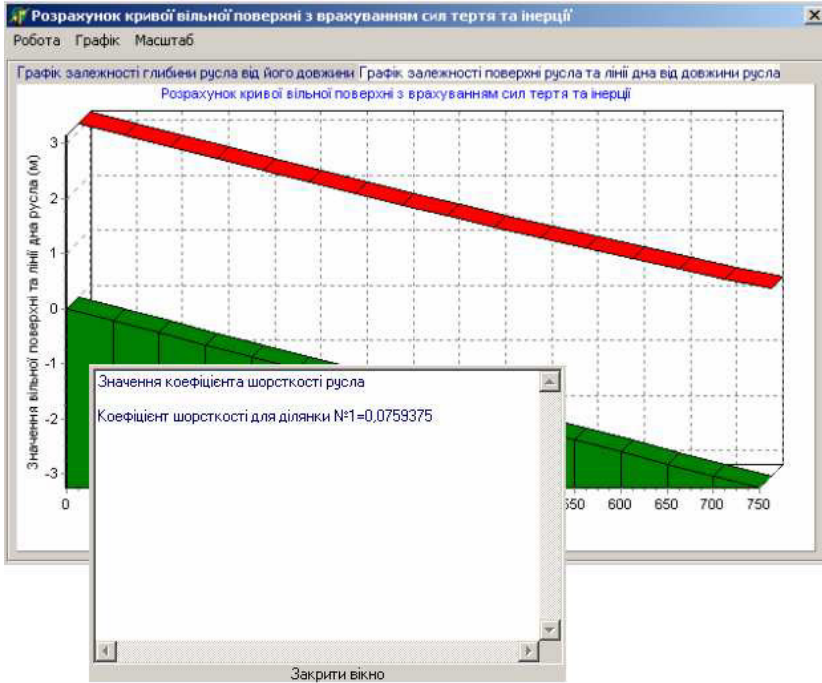 Розрахунок кривої вільної поверхні з врахуванням сил тертя та інерції
Робота Графік Масштаб
Графік залежності глибини русла від його довжини Графік залежності поверхні русла та лінії дна від довжини русла
Розрахунок кривої вільної поверхні з врахуванням сил тертя та інерції
Значення вільної поверхні та лінії дна русла (м)
3
2
1
0
-1
-2
-3
0 550 600 650 700 750
Значення коефіцієнта шорсткості русла
Коефіцієнт шорсткості для ділянки №1=0,0759375
Закрити вікно